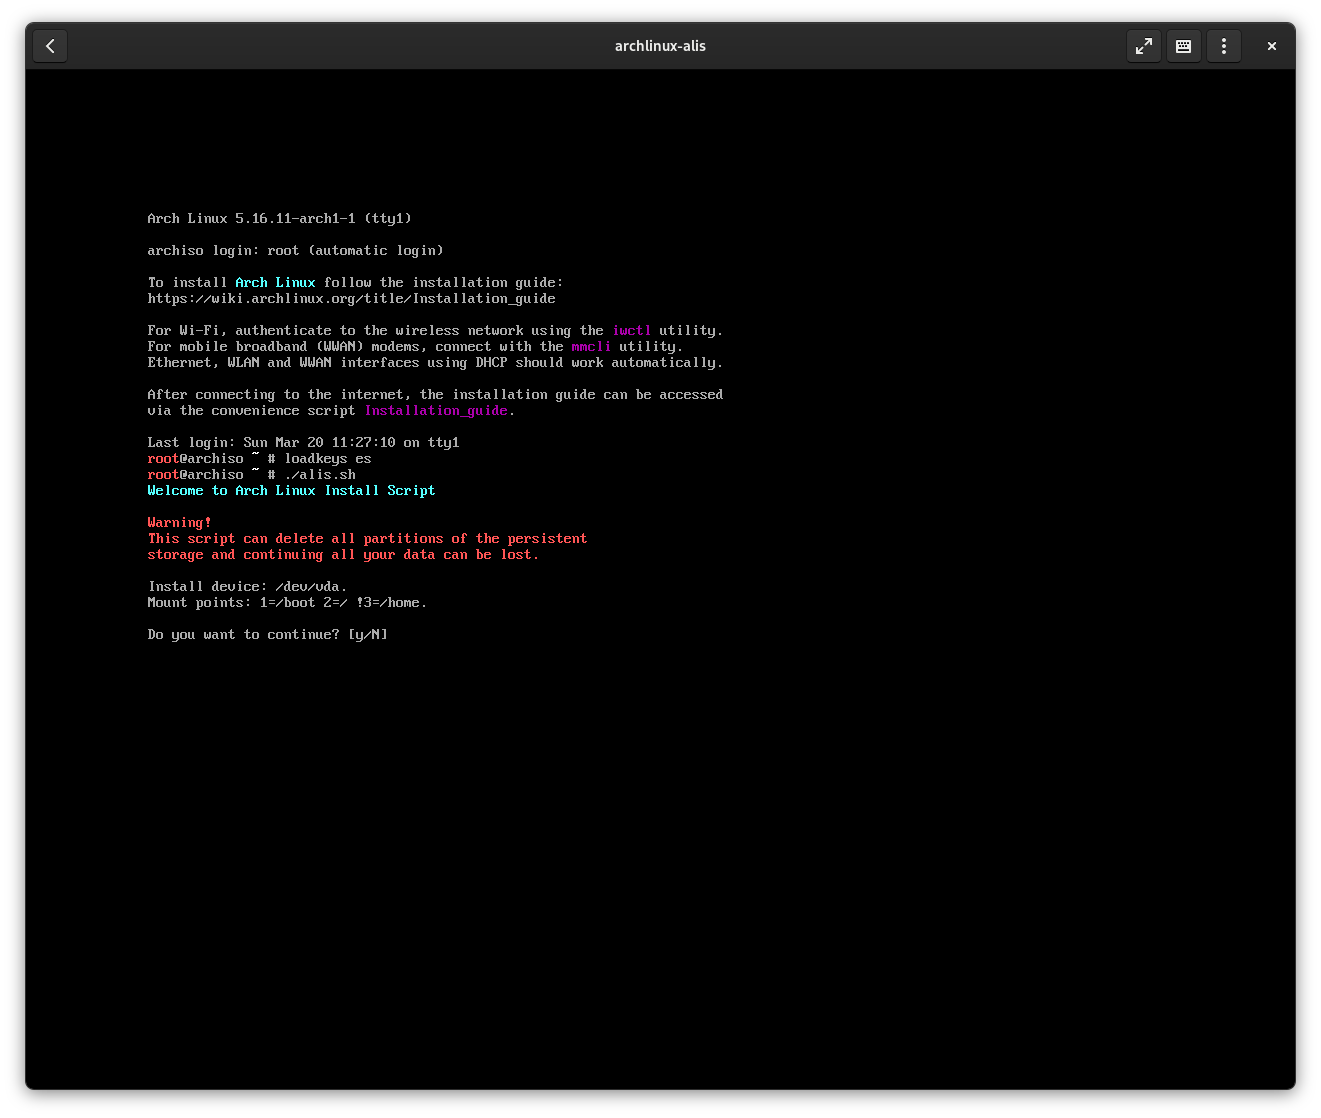 archlinux-alis
Arch Linux 5.16.11-arch1-1 (tty1)
archiso login: root (automatic login)
To install Arch Linux follow the installation guide:
https://wiki.archlinux.org/title/Installation_guide
For Wi-Fi, authenticate to the wireless network using the iwctl utility.
For mobile broadband (WWAN) modems, connect with the mmcli utility.
Ethernet, WLAN and WWAN interfaces using DHCP should work automatically.
After connecting to the internet, the installation guide can be accessed
via the convenience script Installation_guide.
Last login: Sun Mar 20 11:27:10 on tty1
root@archiso ~ # loadkeys es
root@archiso ~ # ./alis.sh
Welcome to Arch Linux Install Script
Warning!
This script can delete all partitions of the persistent
storage and continuing all your data can be lost.
Install device: /dev/vda.
Mount points: 1=/boot 2=/ !3=/home.
Do you want to continue? [y/N]